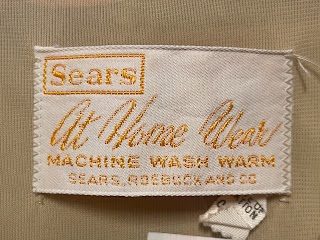 Sears
At Home Wear
MACHINE WASH WARM
SEARS, ROEBUCK AND CO